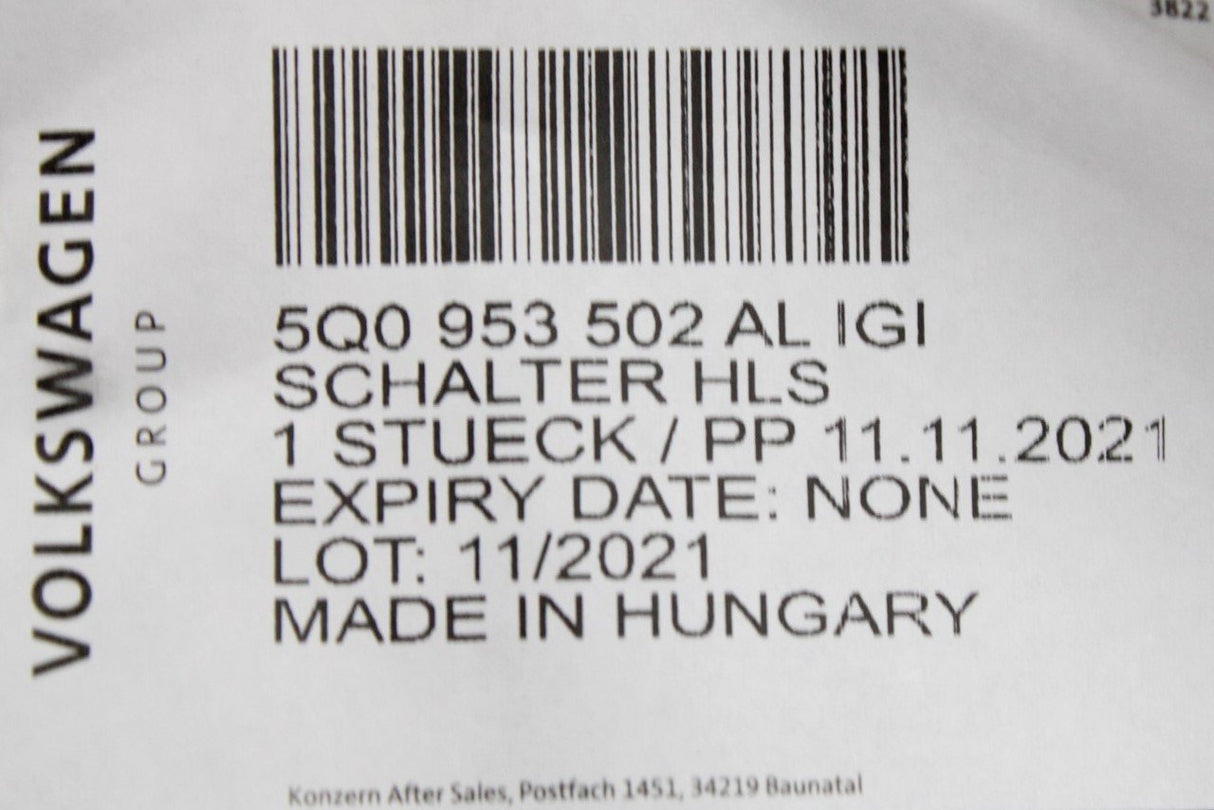 3822
VOLKSWAGEN
GROUP
5Q0 953 502 AL IGI
SCHALTER HLS
1 STUECK / PP 11.11.2021
EXPIRY DATE: NONE
LOT: 11/2021
MADE IN HUNGARY
Konzern After Sales, Postfach 1451, 34219 Baunatal